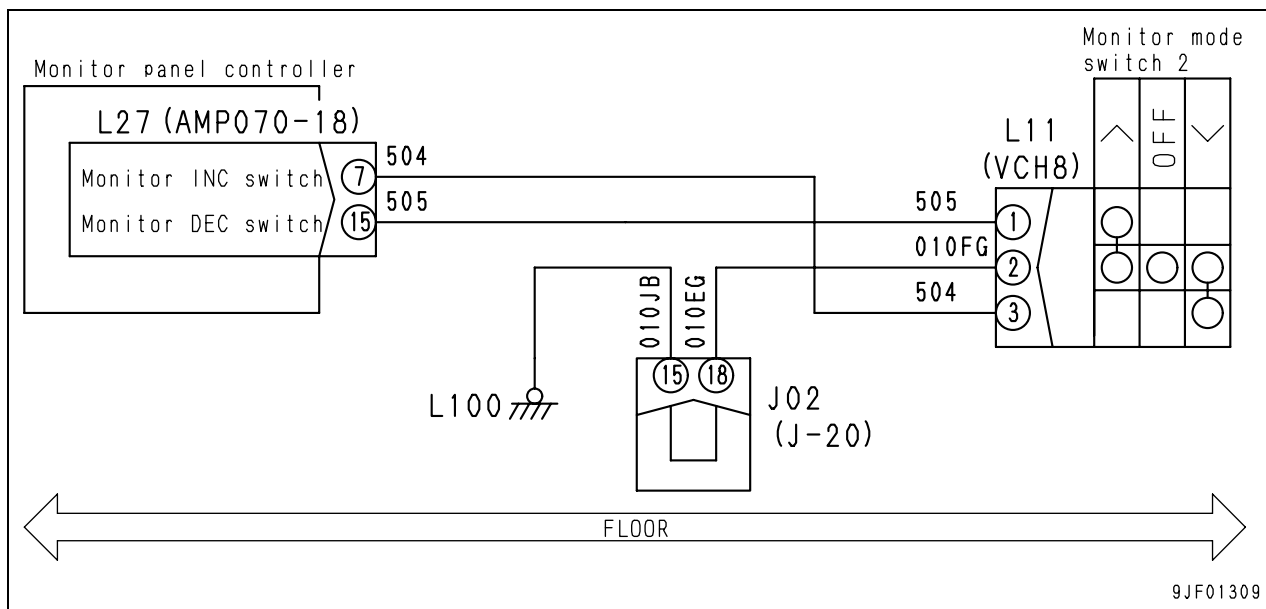 Monitor mode
switch 2
Monitor panel controller
> OFF <
L27 (AMP070-18)
L11
(VCH8)
504
Monitor INC switch 7
505
Monitor DEC switch 15
505
1
010FG
2
504
3
010JB
010EG
15 18
L100
J02
(J-20)
FLOOR
9JF01309